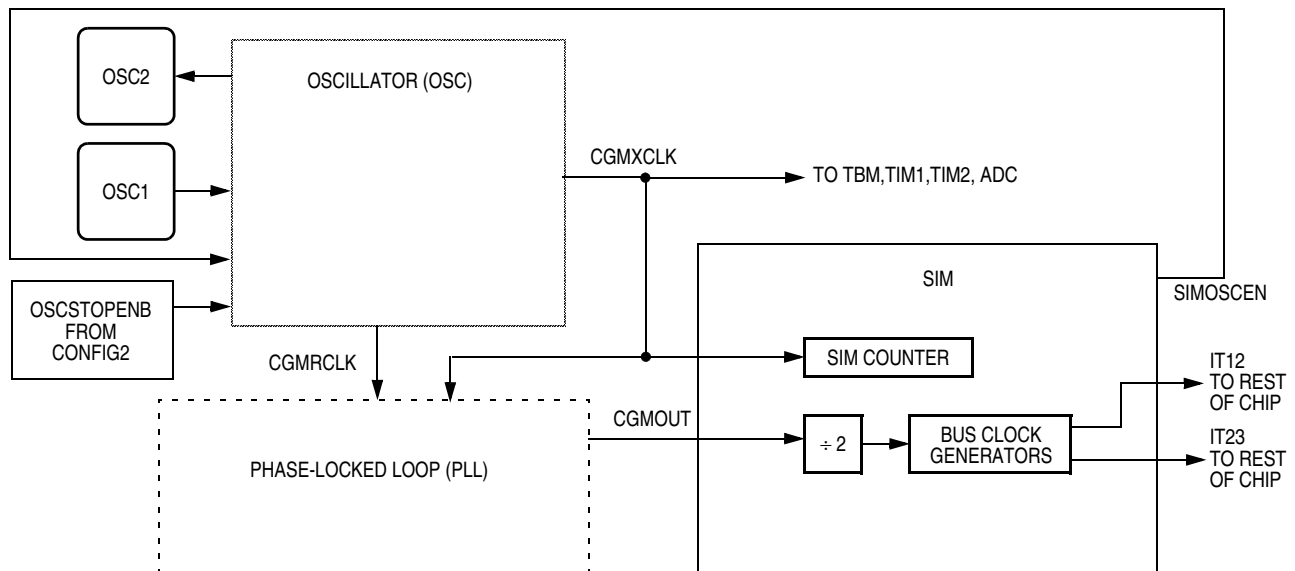 OSC2
OSCILLATOR (OSC)
CGMXCLK
TO TBM,TIM1,TIM2, ADC
OSC1
SIM
SIMOSCEN
OSCSTOPENB
FROM
CONFIG2
CGMRCLK
SIM COUNTER
IT12
TO REST
OF CHIP
CGMOUT
÷ 2
BUS CLOCK
GENERATORS
IT23
TO REST
OF CHIP
PHASE-LOCKED LOOP (PLL)